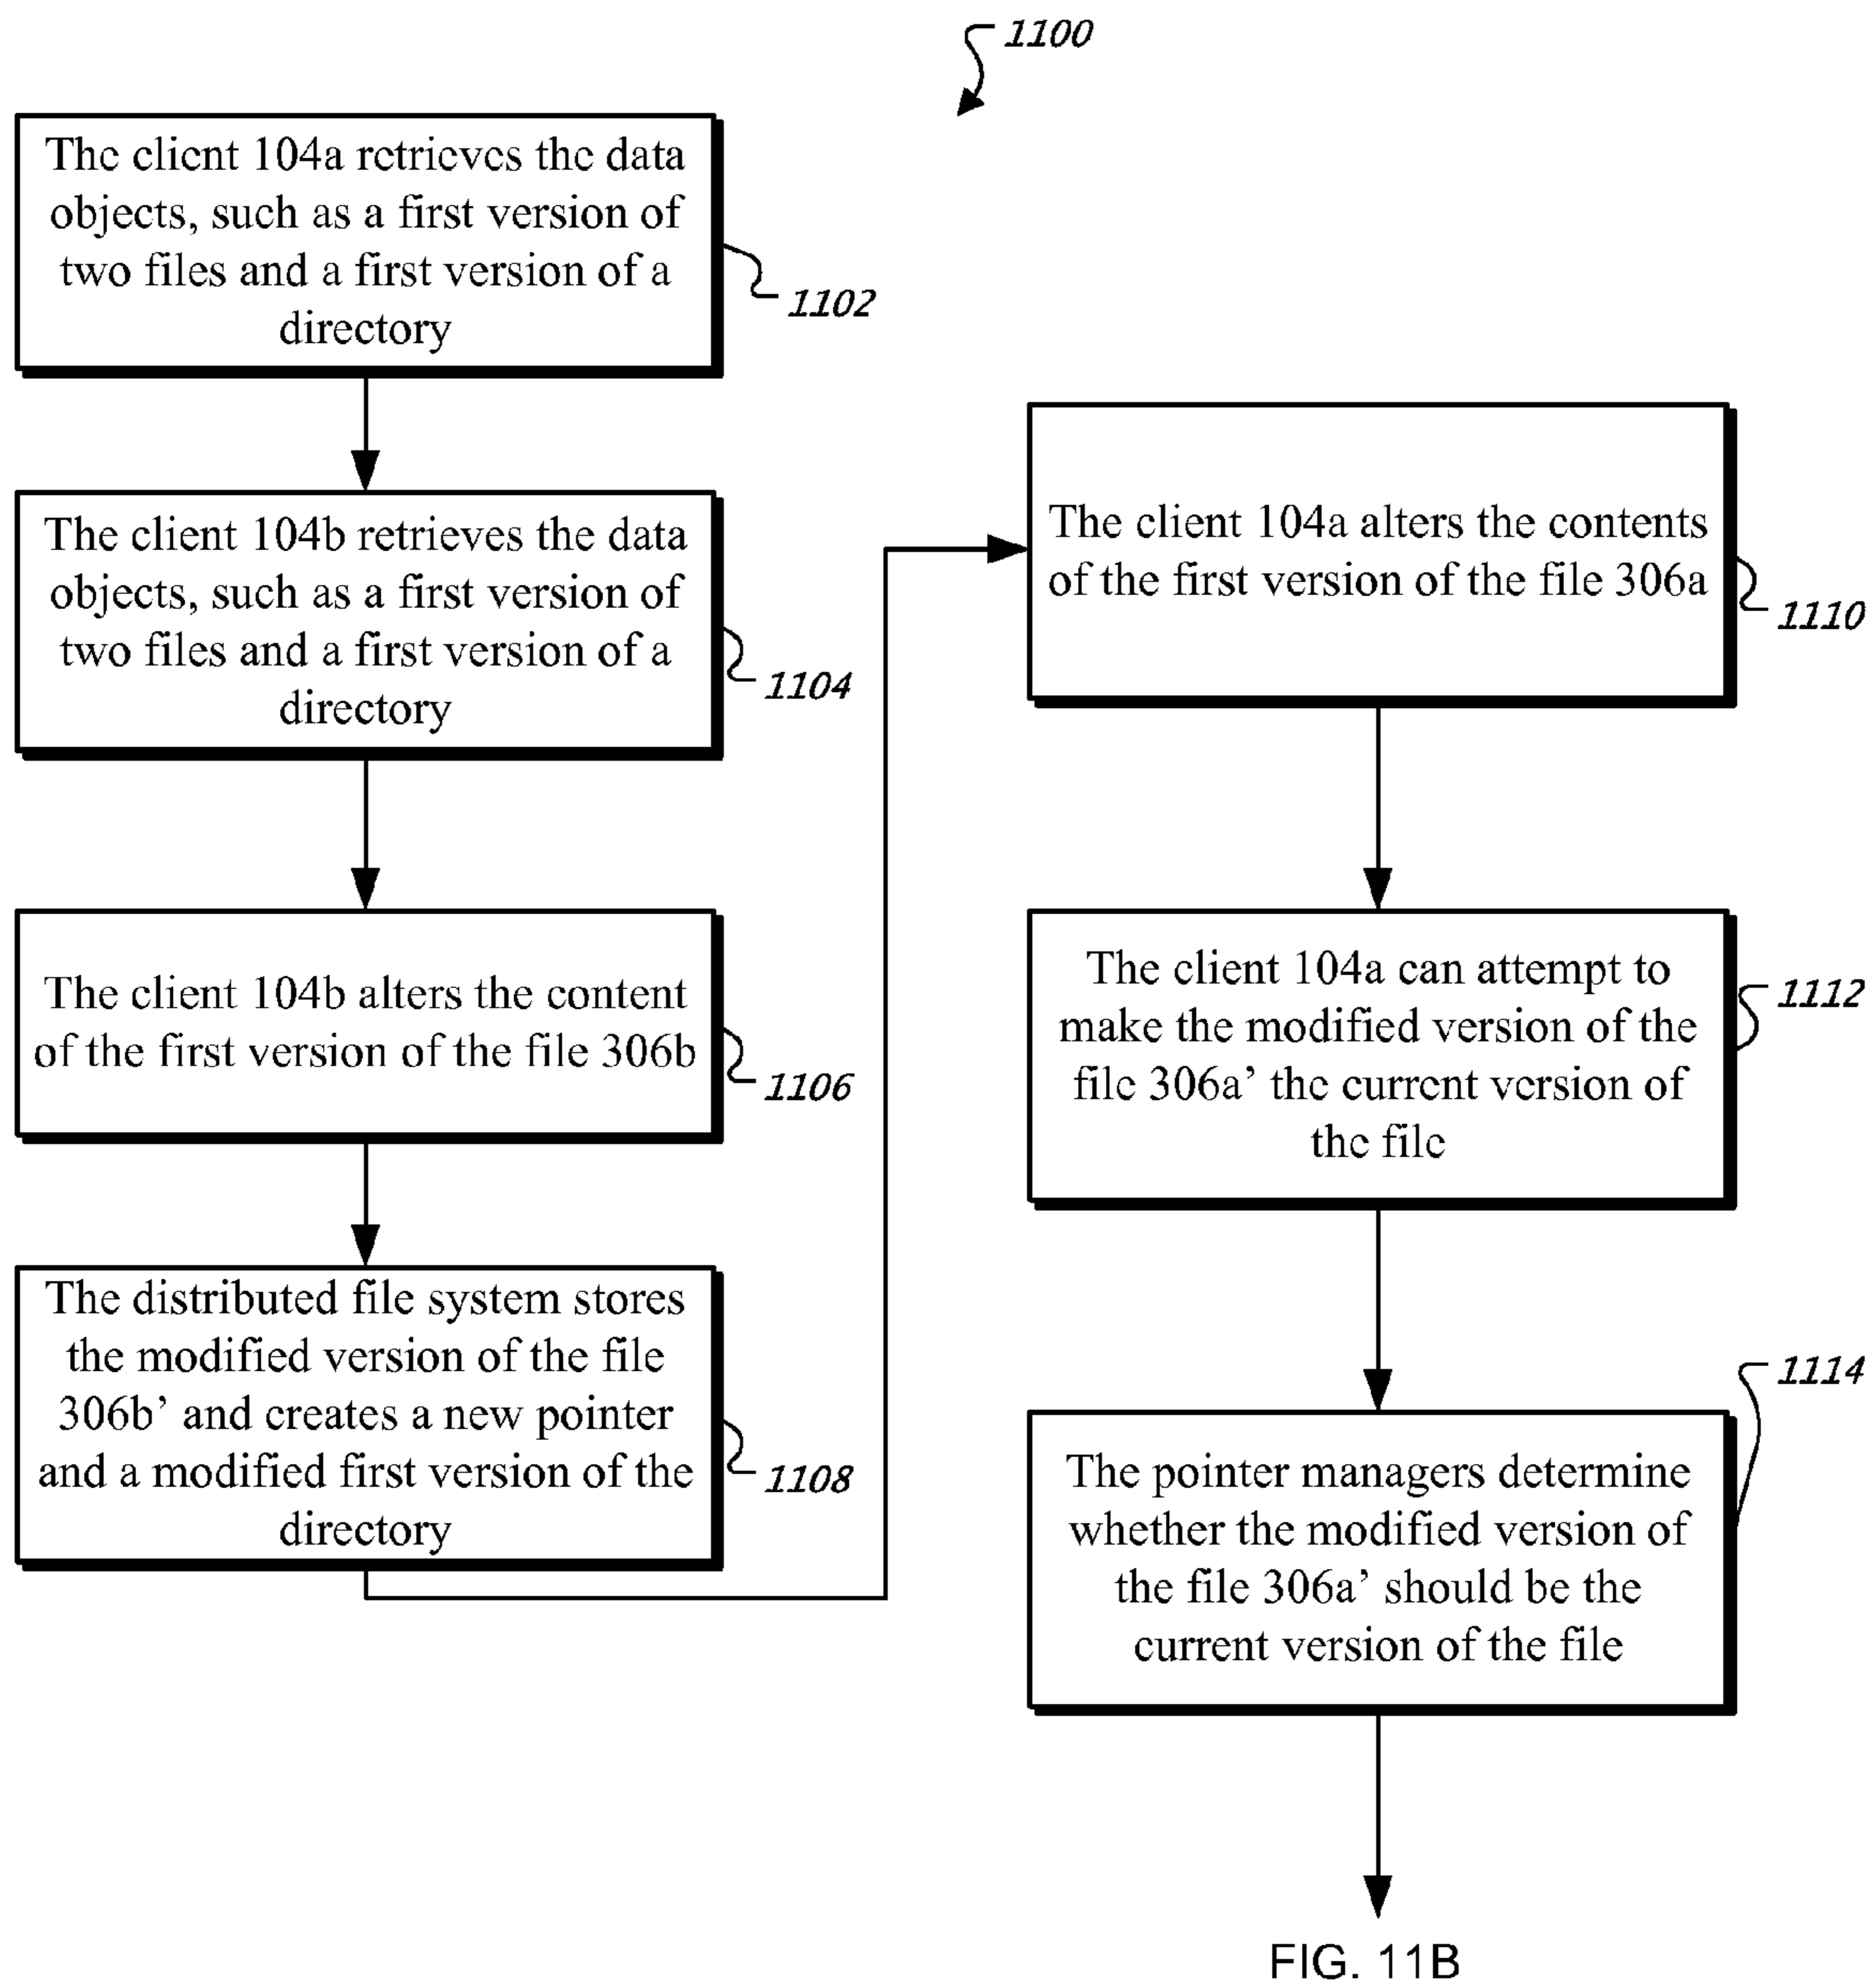 1100
The client 104a retrieves the data
objects, such as a first version of
two files and a first version of a
directory
1102
The client 104b retrieves the data
objects, such as a first version of
two files and a first version of a
directory
1104
The client 104b alters the content
of the first version of the file 306b
1106
The distributed file system stores
the modified version of the file
306b’ and creates a new pointer
and a modified first version of the
directory
1108
The client 104a alters the contents
of the first version of the file 306a
1110
The client 104a can attempt to
make the modified version of the
file 306a’ the current version of
the file
1112
The pointer managers determine
whether the modified version of
the file 306a’ should be the
current version of the file
1114
FIG. 11B